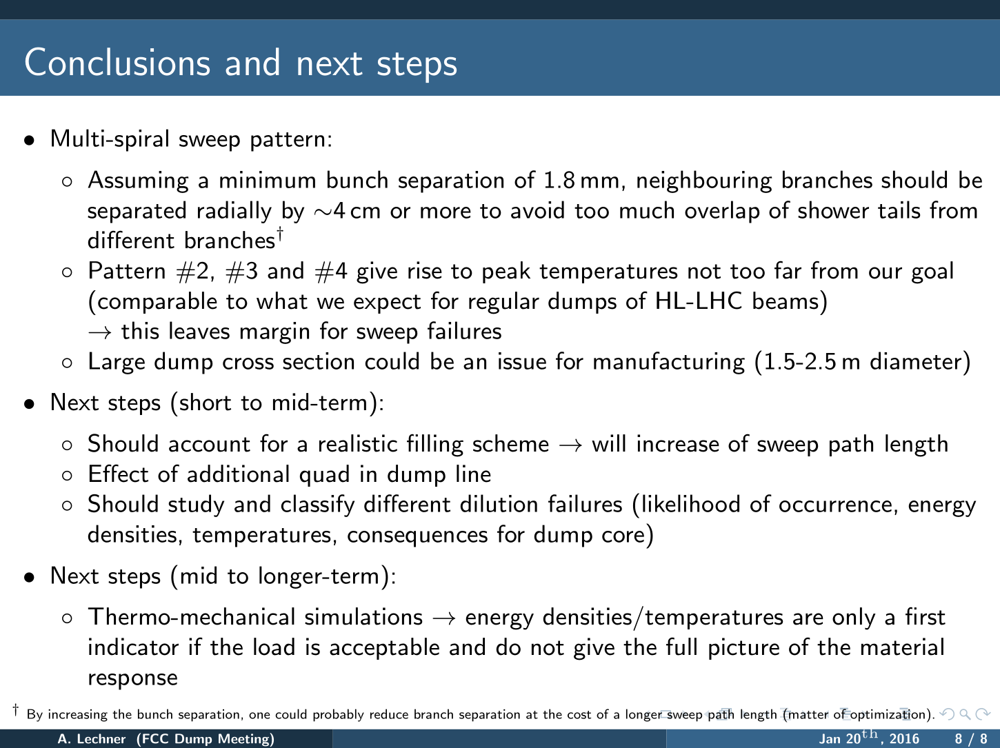 Conclusions and next steps
• Multi-spiral sweep pattern:
◦ Assuming a minimum bunch separation of 1.8 mm, neighbouring branches should be
separated radially by ∼4 cm or more to avoid too much overlap of shower tails from
different branches†
◦ Pattern #2, #3 and #4 give rise to peak temperatures not too far from our goal
(comparable to what we expect for regular dumps of HL-LHC beams)
→ this leaves margin for sweep failures
◦ Large dump cross section could be an issue for manufacturing (1.5-2.5 m diameter)
• Next steps (short to mid-term):
◦ Should account for a realistic filling scheme → will increase of sweep path length
◦ Effect of additional quad in dump line
◦ Should study and classify different dilution failures (likelihood of occurrence, energy
densities, temperatures, consequences for dump core)
• Next steps (mid to longer-term):
◦ Thermo-mechanical simulations → energy densities/temperatures are only a first
indicator if the load is acceptable and do not give the full picture of the material
response
† By increasing the bunch separation, one could probably reduce branch separation at the cost of a longer sweep path length (matter of optimization).
A. Lechner (FCC Dump Meeting) Jan 20th, 2016 8 / 8